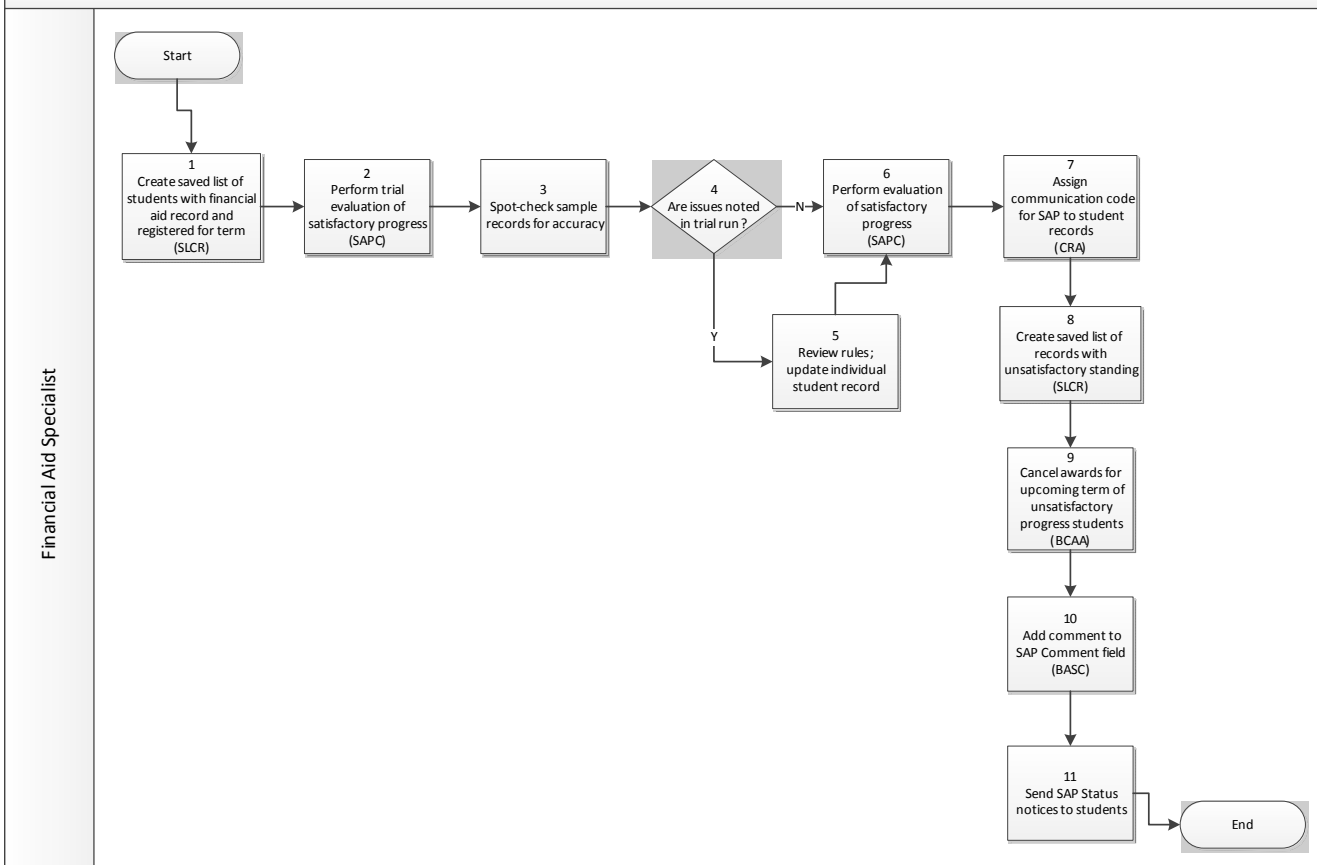 Financial Aid Specialist
Start
1
Create saved list of
students with financial
aid record and
registered for term
(SLCR)
2
Perform trial
evaluation of
satisfactory progress
(SAPC)
3
Spot-check sample
records for accuracy
4
Are issues noted
in trial run ?
N
Y
5
Review rules;
update individual
student record
6
Perform evaluation
of satisfactory
progress
(SAPC)
7
Assign
communication code
for SAP to student
records
(CRA)
8
Create saved list of
records with
unsatisfactory standing
(SLCR)
9
Cancel awards for
upcoming term of
unsatisfactory
progress students
(BCAA)
10
Add comment to
SAP Comment field
(BASC)
11
Send SAP Status
notices to students
End